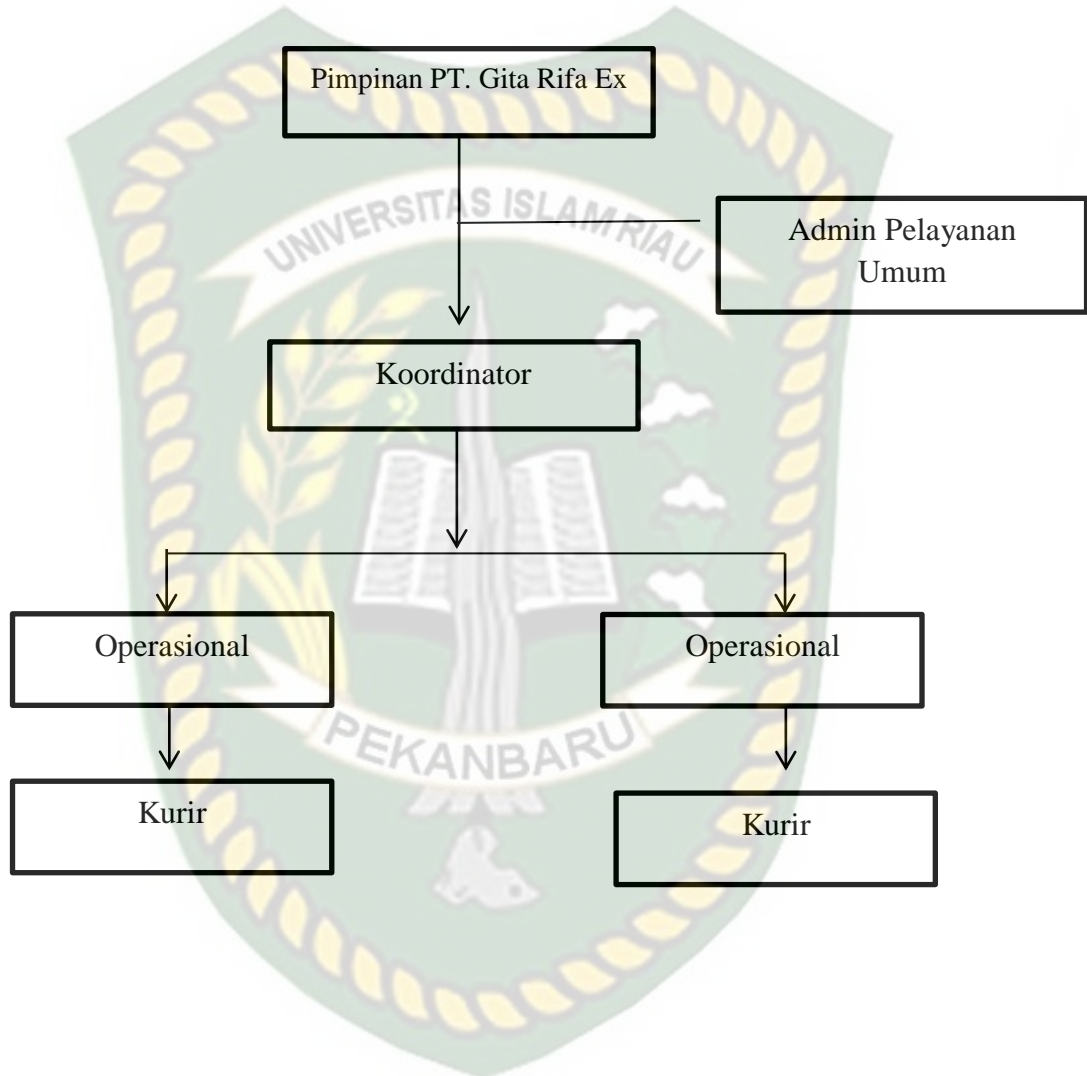 Pimpinan PT. Gita Rifa Ex
UNIVERSITAS ISLAM RIAU
Admin Pelayanan
Umum
Koordinator
Operasional
Operasional
PEKANBARU
Kurir
Kurir